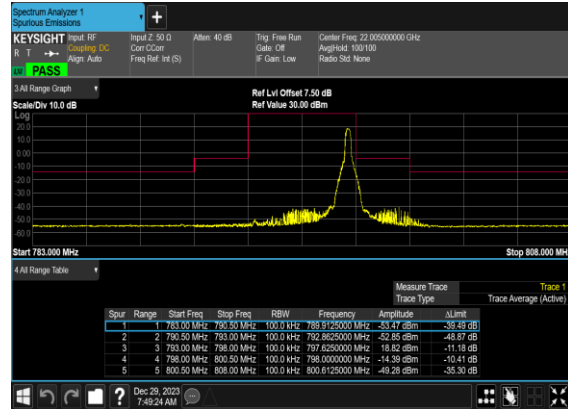 Spectrum Analyzer 1
Spurious Emissions
KEYSIGHT Input: RF Input Z: 50 Ω Atten: 40 dB Trig: Free Run Center Freq: 22.005000000 GHz
R T Coupling: DC Corr CCorr Gate: Off Avg|Hold: 100/100
Align: Auto Freq Ref: Int (S) IF Gain: Low Radio Std: None
PASS
3 All Range Graph Ref Lvl Offset 7.50 dB
Scale/Div 10.0 dB Ref Value 30.00 dBm
Log
20.0
10.0
0.00
-10.0
-20.0
-30.0
-40.0
-50.0
-60.0
Start 783.000 MHz Stop 808.000 MH
4 All Range Table
Measure Trace Trace 1
Trace Type Trace Average (Active)
Spur Range Start Freq Stop Freq RBW Frequency Amplitude ΔLimit
1 1 783.00 MHz 790.50 MHz 100.0 kHz 789.9125000 MHz -53.47 dBm -39.49 dB
2 2 790.50 MHz 793.00 MHz 100.0 kHz 792.8625000 MHz -52.85 dBm -48.87 dB
3 3 793.00 MHz 798.00 MHz 100.0 kHz 797.6250000 MHz 18.82 dBm -11.18 dB
4 4 798.00 MHz 800.50 MHz 100.0 kHz 798.0000000 MHz -14.39 dBm -10.41 dB
5 5 800.50 MHz 808.00 MHz 100.0 kHz 800.6125000 MHz -49.28 dBm -35.30 dB
? Dec 29, 2023
7:49:24 AM